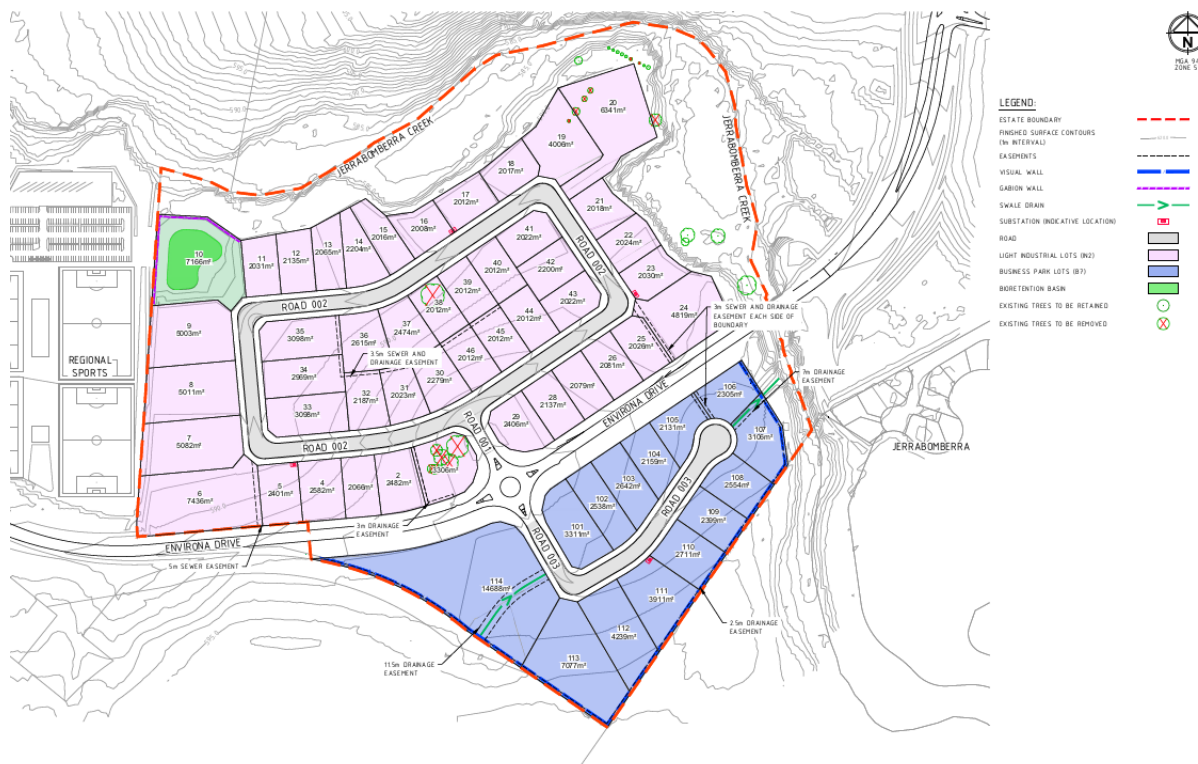 N
LEGEND:
ESTATE BOUNDARY
FINISHED SURFACE CONTOURS
(1m INTERVAL)
EASEMENTS
VISUAL WALL
GABION WALL
SWALE DRAIN
SUBSTATION (INDICATIVE LOCATION)
ROAD
LIGHT INDUSTRIAL LOTS (IN2)
BUSINESS PARK LOTS (B7)
BIORETENTION BASIN
EXISTING TREES TO BE RETAINED
EXISTING TREES TO BE REMOVED
JERRABOMBERRA CREEK
JERRABOMBERRA CREEK
20
6341m²
19
4006m²
18
2017m²
17
2012m²
16
2008m²
15
2016m²
14
2204m²
13
2065m²
12
2135m²
11
2031m²
10
7166m²
21
2018m²
22
2024m²
23
2030m²
24
4819m²
25
2026m²
26
2081m²
2079m²
28
2137m²
29
2406m²
41
2022m²
42
2200m²
43
2022m²
40
2012m²
39
2012m²
38
2012m²
44
2012m²
45
2012m²
46
2012m²
37
2474m²
36
2615m²
35
3098m²
34
2969m²
33
3098m²
32
2187m²
31
2023m²
30
2279m²
9
8
5011m²
7
5082m²
6
7436m²
5
2401m²
4
2582m²
2066m²
2
2482m²
ROAD 002
ROAD 002
ROAD 002
ROAD 001
ROAD 003
ROAD 003
ENVIRONA DRIVE
ENVIRONA DRIVE
REGIONAL
SPORTS
JERRABOMBERRA
3.5m SEWER AND
DRAINAGE EASEMENT
3m SEWER AND DRAINAGE
EASEMENT EACH SIDE OF
BOUNDARY
7m DRAINAGE
EASEMENT
3m DRAINAGE
EASEMENT
5m SEWER EASEMENT
11.5m DRAINAGE
EASEMENT
2.5m DRAINAGE
EASEMENT
106
2305m²
107
3106m²
105
2131m²
104
2159m²
103
2642m²
102
2538m²
101
3311m²
108
2554m²
109
2399m²
110
2711m²
111
3911m²
112
4239m²
113
7077m²
114
14688m²